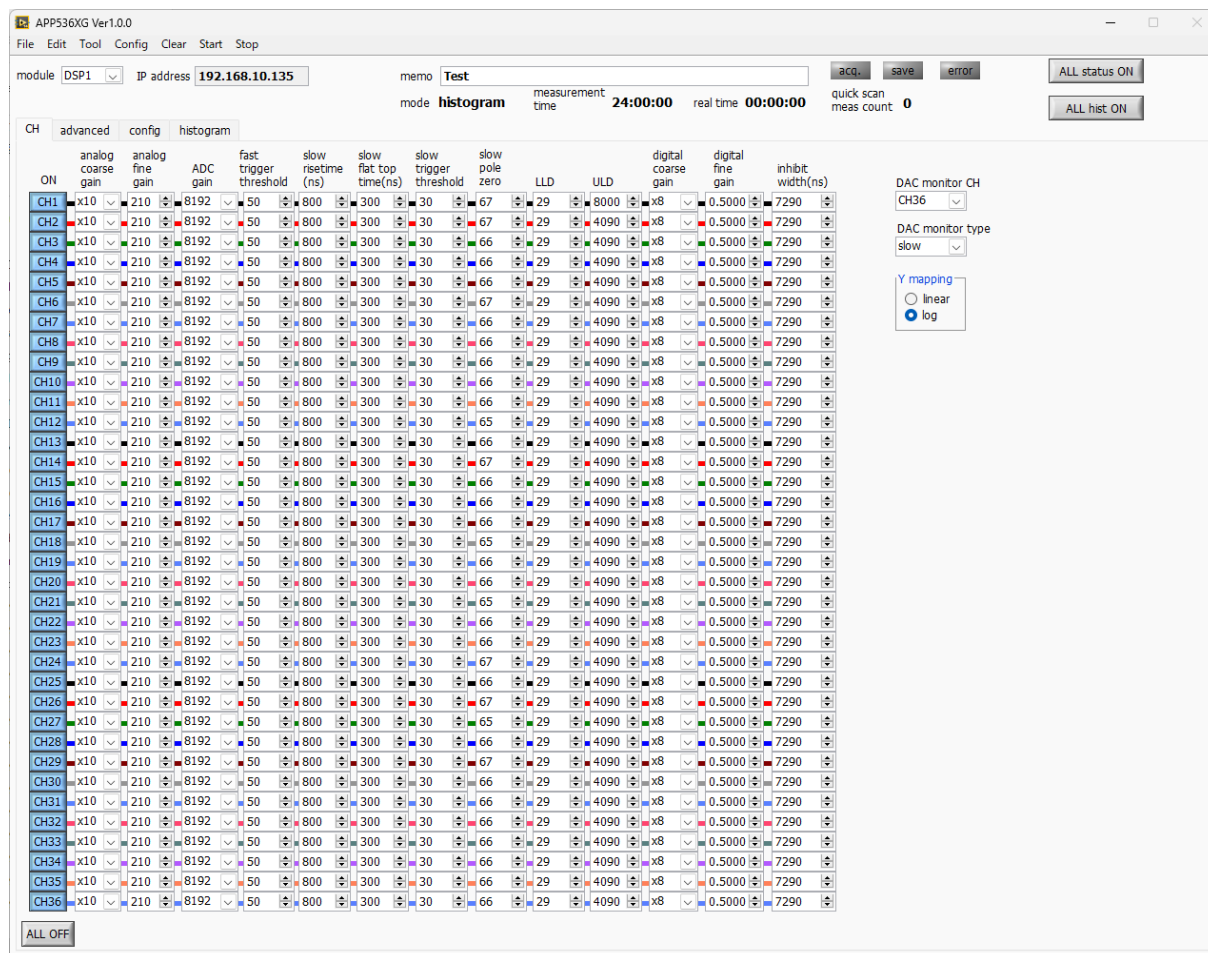 APP536XG Ver1.0.0
File Edit Tool Config Clear Start Stop
module DSP1 IP address 192.168.10.135 memo Test acq. save error ALL status ON
mode histogram measurement time 24:00:00 real time 00:00:00 quick scan meas count 0 ALL hist ON
CH advanced config histogram
ON analog coarse gain analog fine gain ADC gain fast trigger threshold slow risetime (ns) slow flat top time(ns) slow trigger threshold slow pole zero LLD ULD digital coarse gain digital fine gain inhibit width(ns)
CH1 x10 210 8192 50 800 300 30 67 29 8000 x8 0.5000 7290
CH2 x10 210 8192 50 800 300 30 67 29 4090 x8 0.5000 7290
CH3 x10 210 8192 50 800 300 30 66 29 4090 x8 0.5000 7290
CH4 x10 210 8192 50 800 300 30 66 29 4090 x8 0.5000 7290
CH5 x10 210 8192 50 800 300 30 66 29 4090 x8 0.5000 7290
CH6 x10 210 8192 50 800 300 30 67 29 4090 x8 0.5000 7290
CH7 x10 210 8192 50 800 300 30 66 29 4090 x8 0.5000 7290
CH8 x10 210 8192 50 800 300 30 66 29 4090 x8 0.5000 7290
CH9 x10 210 8192 50 800 300 30 66 29 4090 x8 0.5000 7290
CH10 x10 210 8192 50 800 300 30 66 29 4090 x8 0.5000 7290
CH11 x10 210 8192 50 800 300 30 66 29 4090 x8 0.5000 7290
CH12 x10 210 8192 50 800 300 30 65 29 4090 x8 0.5000 7290
CH13 x10 210 8192 50 800 300 30 66 29 4090 x8 0.5000 7290
CH14 x10 210 8192 50 800 300 30 67 29 4090 x8 0.5000 7290
CH15 x10 210 8192 50 800 300 30 66 29 4090 x8 0.5000 7290
CH16 x10 210 8192 50 800 300 30 66 29 4090 x8 0.5000 7290
CH17 x10 210 8192 50 800 300 30 66 29 4090 x8 0.5000 7290
CH18 x10 210 8192 50 800 300 30 65 29 4090 x8 0.5000 7290
CH19 x10 210 8192 50 800 300 30 66 29 4090 x8 0.5000 7290
CH20 x10 210 8192 50 800 300 30 66 29 4090 x8 0.5000 7290
CH21 x10 210 8192 50 800 300 30 65 29 4090 x8 0.5000 7290
CH22 x10 210 8192 50 800 300 30 66 29 4090 x8 0.5000 7290
CH23 x10 210 8192 50 800 300 30 66 29 4090 x8 0.5000 7290
CH24 x10 210 8192 50 800 300 30 67 29 4090 x8 0.5000 7290
CH25 x10 210 8192 50 800 300 30 66 29 4090 x8 0.5000 7290
CH26 x10 210 8192 50 800 300 30 67 29 4090 x8 0.5000 7290
CH27 x10 210 8192 50 800 300 30 65 29 4090 x8 0.5000 7290
CH28 x10 210 8192 50 800 300 30 66 29 4090 x8 0.5000 7290
CH29 x10 210 8192 50 800 300 30 67 29 4090 x8 0.5000 7290
CH30 x10 210 8192 50 800 300 30 66 29 4090 x8 0.5000 7290
CH31 x10 210 8192 50 800 300 30 66 29 4090 x8 0.5000 7290
CH32 x10 210 8192 50 800 300 30 66 29 4090 x8 0.5000 7290
CH33 x10 210 8192 50 800 300 30 66 29 4090 x8 0.5000 7290
CH34 x10 210 8192 50 800 300 30 66 29 4090 x8 0.5000 7290
CH35 x10 210 8192 50 800 300 30 66 29 4090 x8 0.5000 7290
CH36 x10 210 8192 50 800 300 30 66 29 4090 x8 0.5000 7290
ALL OFF
DAC monitor CH
CH36
DAC monitor type
slow
Y mapping
linear
log